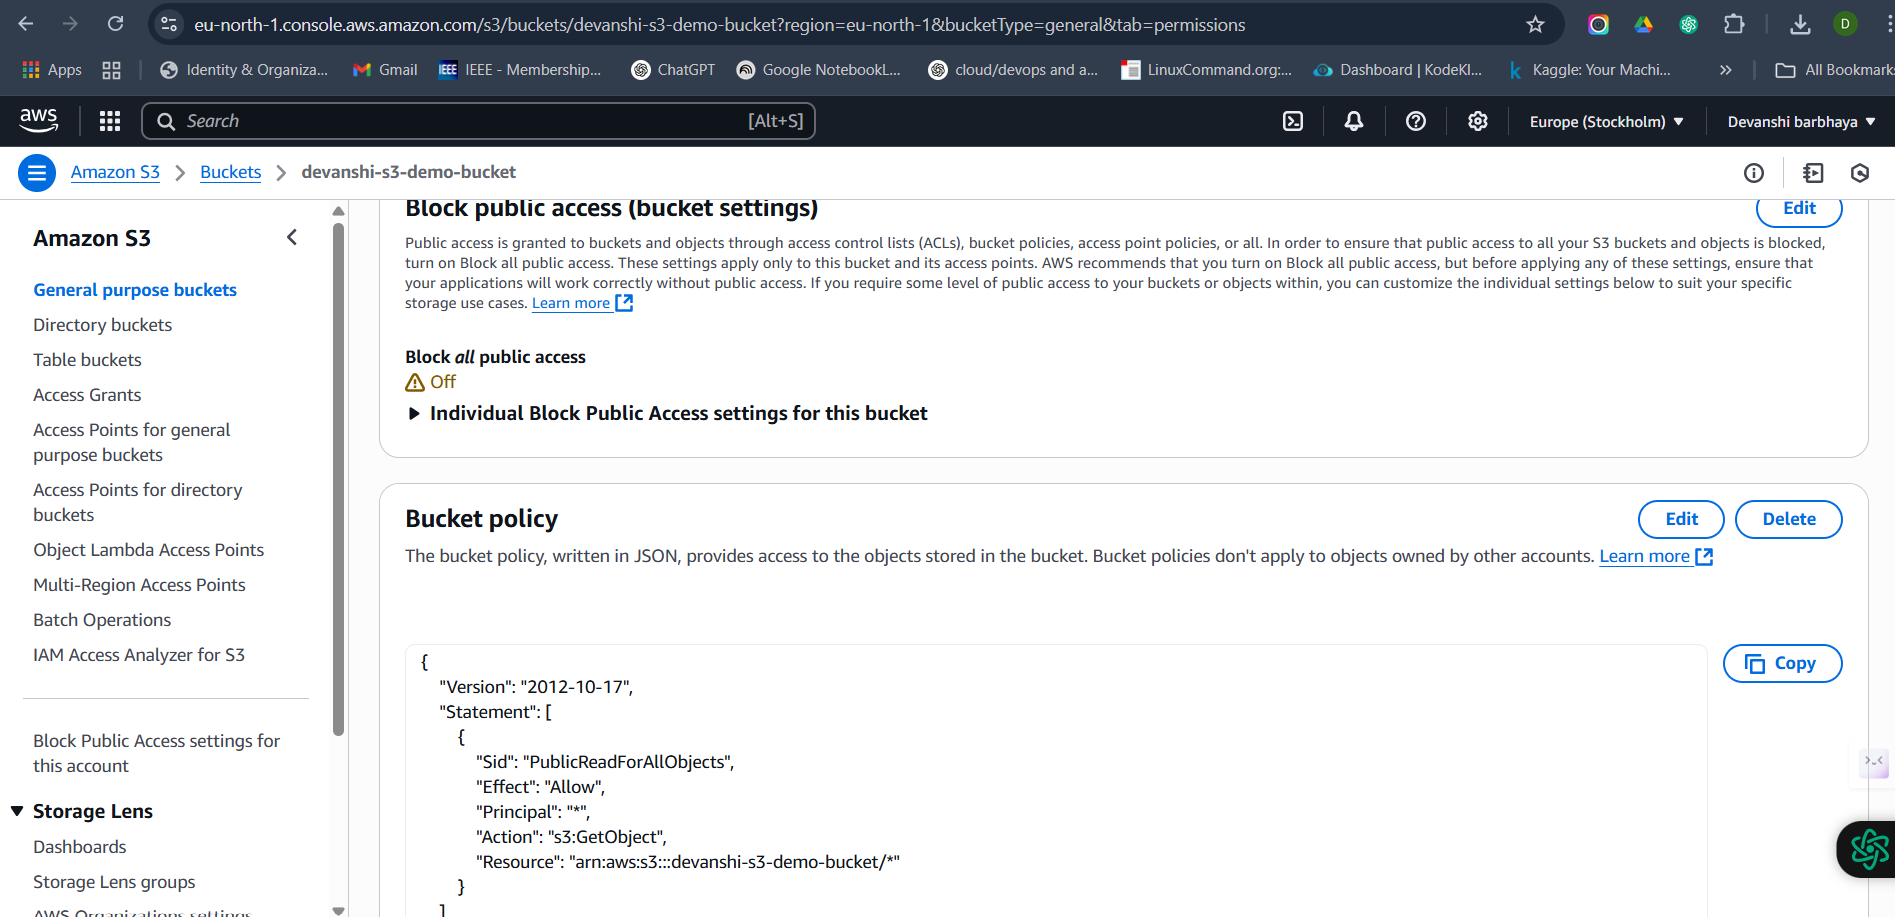 eu-north-1.console.aws.amazon.com/s3/buckets/devanshi-s3-demo-bucket?region=eu-north-1&bucketType=general&tab=permissions
D
Apps
Identity & Organiza...
Gmail
IEEE IEEE - Membership...
ChatGPT
Google NotebookL...
cloud/devops and a...
LinuxCommand.org:...
Dashboard | KodeKl...
k Kaggle: Your Machi...
»
All Bookmarks
aws
Search
[Alt+S]
Europe (Stockholm)
Devanshi barbhaya
Amazon S3
Buckets
devanshi-s3-demo-bucket
Amazon S3
General purpose buckets
Directory buckets
Table buckets
Access Grants
Access Points for general
purpose buckets
Access Points for directory
buckets
Object Lambda Access Points
Multi-Region Access Points
Batch Operations
IAM Access Analyzer for S3
Block Public Access settings for
this account
Storage Lens
Dashboards
Storage Lens groups
AWS Organizations settings
Block public access (bucket settings)
Edit
Public access is granted to buckets and objects through access control lists (ACLs), bucket policies, access point policies, or all. In order to ensure that public access to all your S3 buckets and objects is blocked,
turn on Block all public access. These settings apply only to this bucket and its access points. AWS recommends that you turn on Block all public access, but before applying any of these settings, ensure that
your applications will work correctly without public access. If you require some level of public access to your buckets or objects within, you can customize the individual settings below to suit your specific
storage use cases. Learn more
Block all public access
Off
Individual Block Public Access settings for this bucket
Bucket policy
Edit
Delete
The bucket policy, written in JSON, provides access to the objects stored in the bucket. Bucket policies don't apply to objects owned by other accounts. Learn more
Copy
{
"Version": "2012-10-17",
"Statement": [
{
"Sid": "PublicReadForAllObjects",
"Effect": "Allow",
"Principal": "*",
"Action": "s3:GetObject",
"Resource": "arn:aws:s3:::devanshi-s3-demo-bucket/*"
}
]